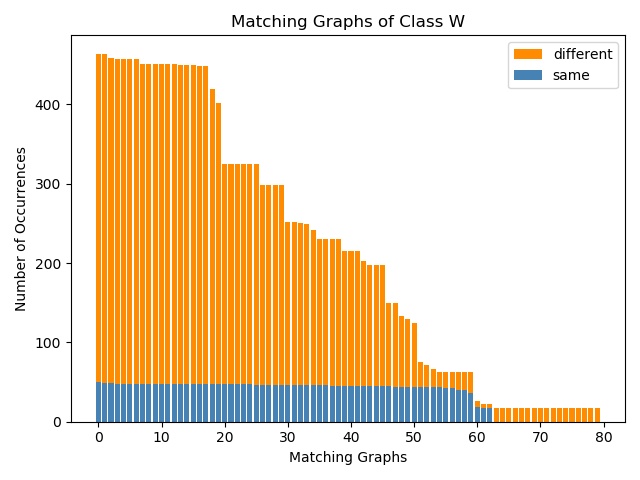 Matching Graphs of Class W
different
same
Number of Occurrences
400
300
200
100
0
0 10 20 30 40 50 60 70 80
Matching Graphs